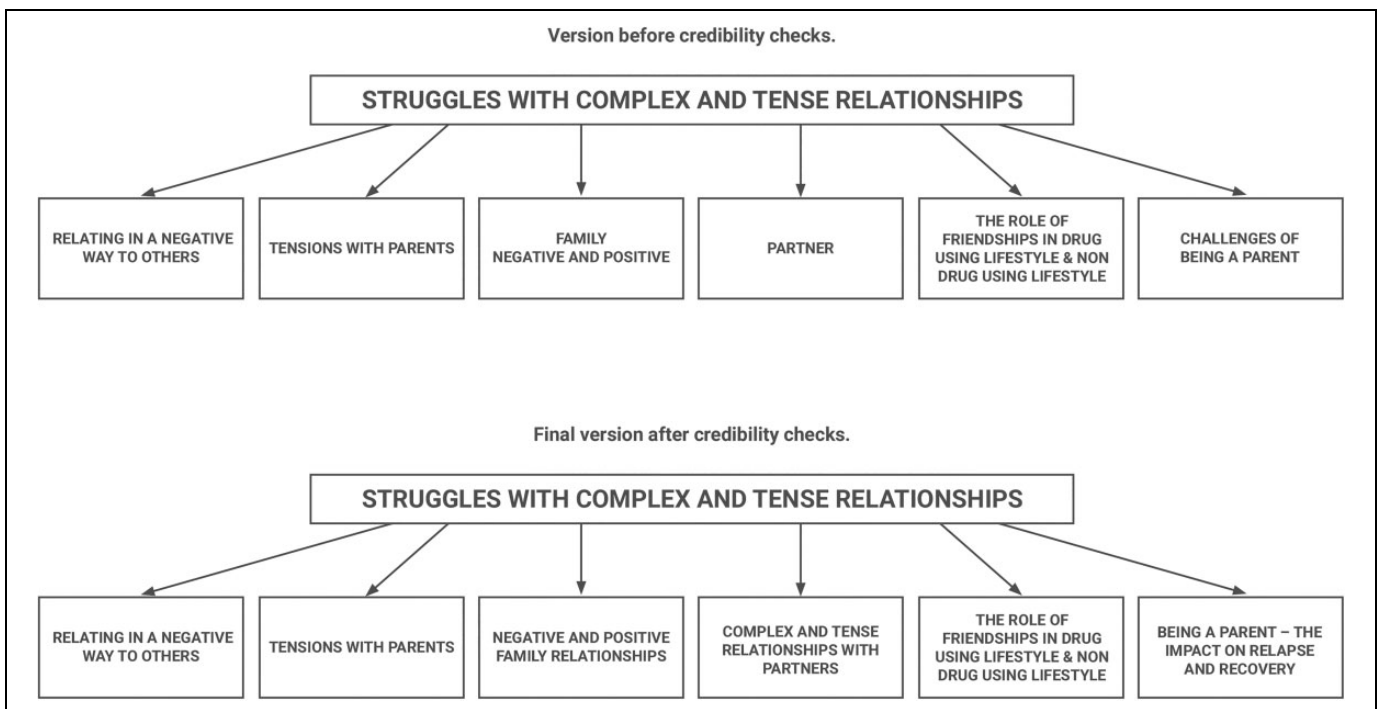 Version before credibility checks.
STRUGGLES WITH COMPLEX AND TENSE RELATIONSHIPS
RELATING IN A NEGATIVE
WAY TO OTHERS
TENSIONS WITH PARENTS
FAMILY
NEGATIVE AND POSITIVE
PARTNER
THE ROLE OF
FRIENDSHIPS IN DRUG
USING LIFESTYLE & NON
DRUG USING LIFESTYLE
CHALLENGES OF
BEING A PARENT
Final version after credibility checks.
STRUGGLES WITH COMPLEX AND TENSE RELATIONSHIPS
RELATING IN A NEGATIVE
WAY TO OTHERS
TENSIONS WITH PARENTS
NEGATIVE AND POSITIVE
FAMILY RELATIONSHIPS
COMPLEX AND TENSE
RELATIONSHIPS WITH
PARTNERS
THE ROLE OF
FRIENDSHIPS IN DRUG
USING LIFESTYLE & NON
DRUG USING LIFESTYLE
BEING A PARENT – THE
IMPACT ON RELAPSE
AND RECOVERY